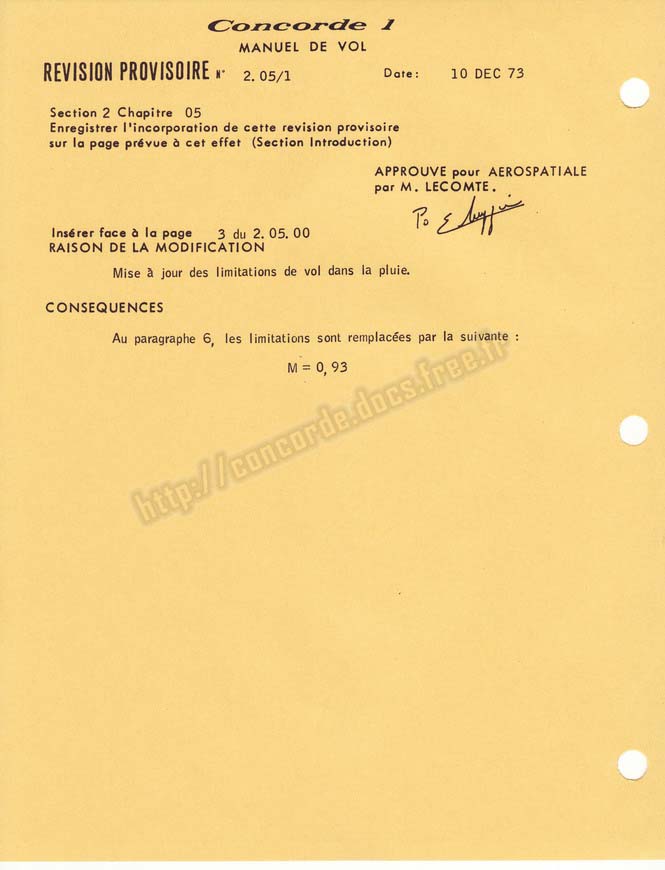 Concorde 1
MANUEL DE VOL
REVISION PROVISOIRE N° 2.05/1 Date: 10 DEC 73
Section 2 Chapitre 05
Enregistrer l'incorporation de cette revision provisoire
sur la page prévue à cet effet (Section Introduction)
APPROUVE pour AEROSPATIALE
par M. LECOMTE.
Po
Insérer face à la page 3 du 2.05.00
RAISON DE LA MODIFICATION
Mise à jour des limitations de vol dans la pluie.
CONSEQUENCES
Au paragraphe 6, les limitations sont remplacées par la suivante :
M = 0,93
http://concorde.docs.free.fr